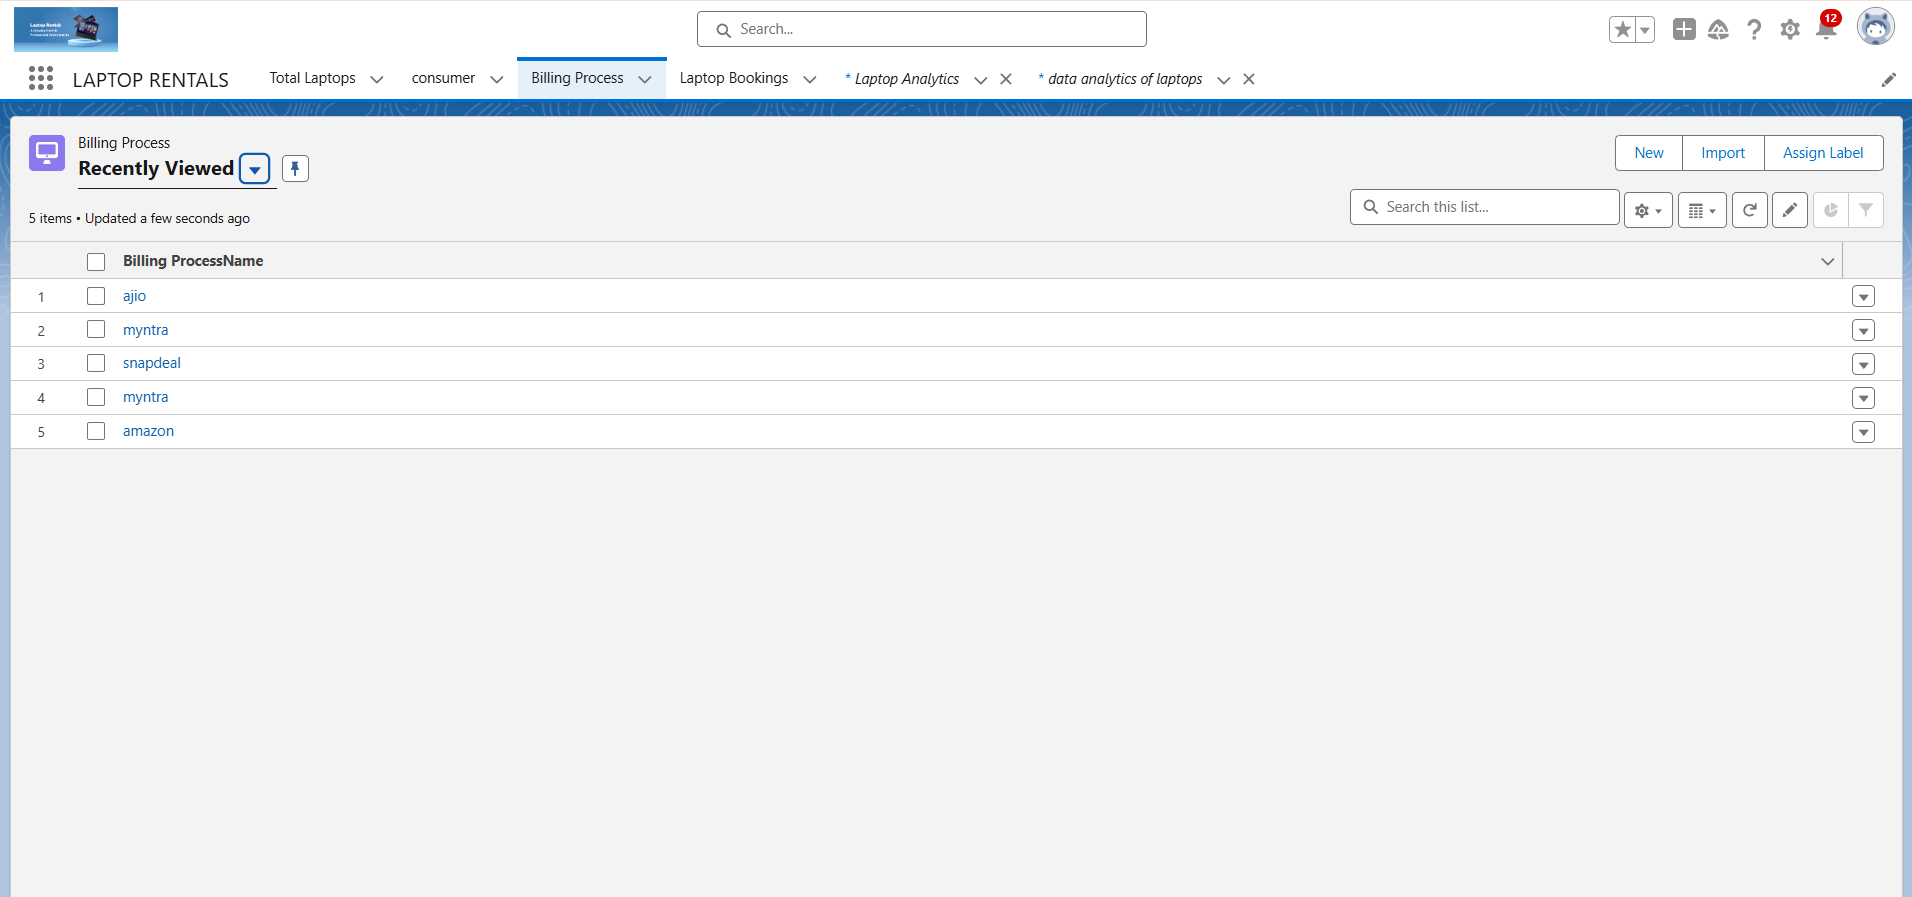 Laptop Rentals
Search...
12
LAPTOP RENTALS
Total Laptops
consumer
Billing Process
Laptop Bookings
* Laptop Analytics
* data analytics of laptops
Billing Process
Recently Viewed
New
Import
Assign Label
5 items • Updated a few seconds ago
Search this list...
Billing ProcessName
1 ajio
2 myntra
3 snapdeal
4 myntra
5 amazon